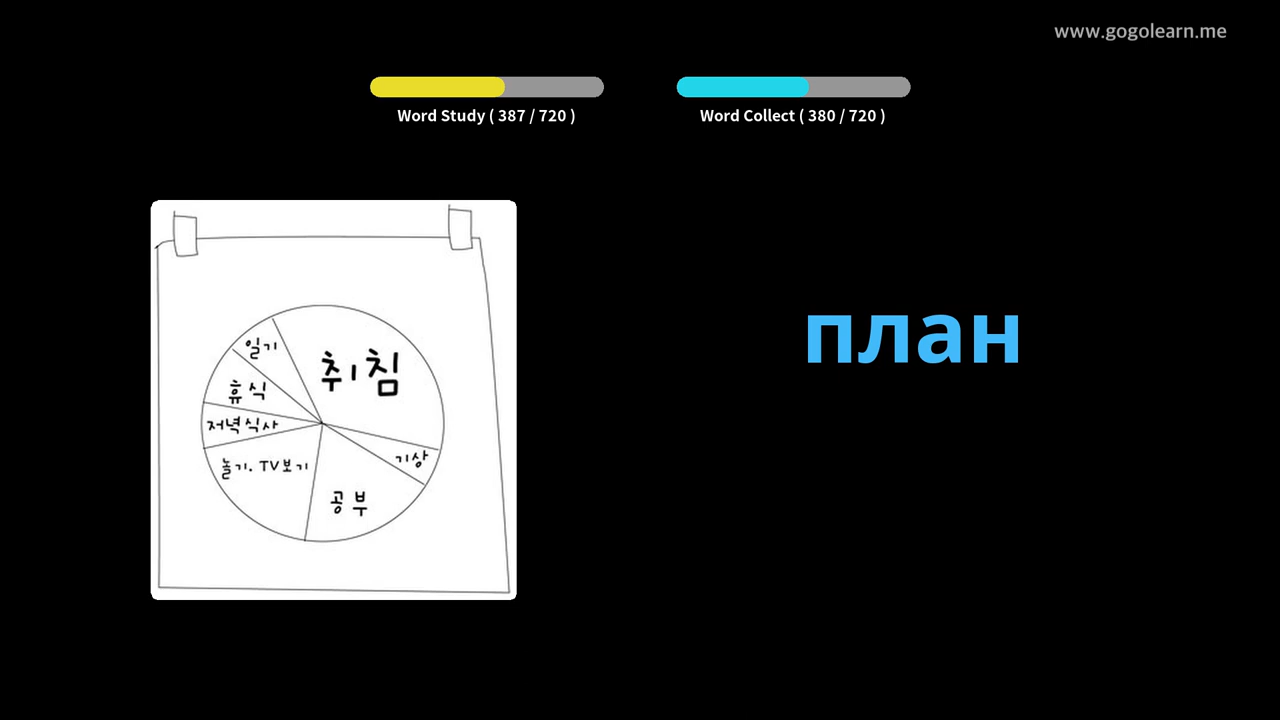 www.gogolearn.me
Word Study ( 387 / 720 )
Word Collect ( 380 / 720 )
일기
취침
휴식
저녁식사
기상
놀기. TV보기
공부
план